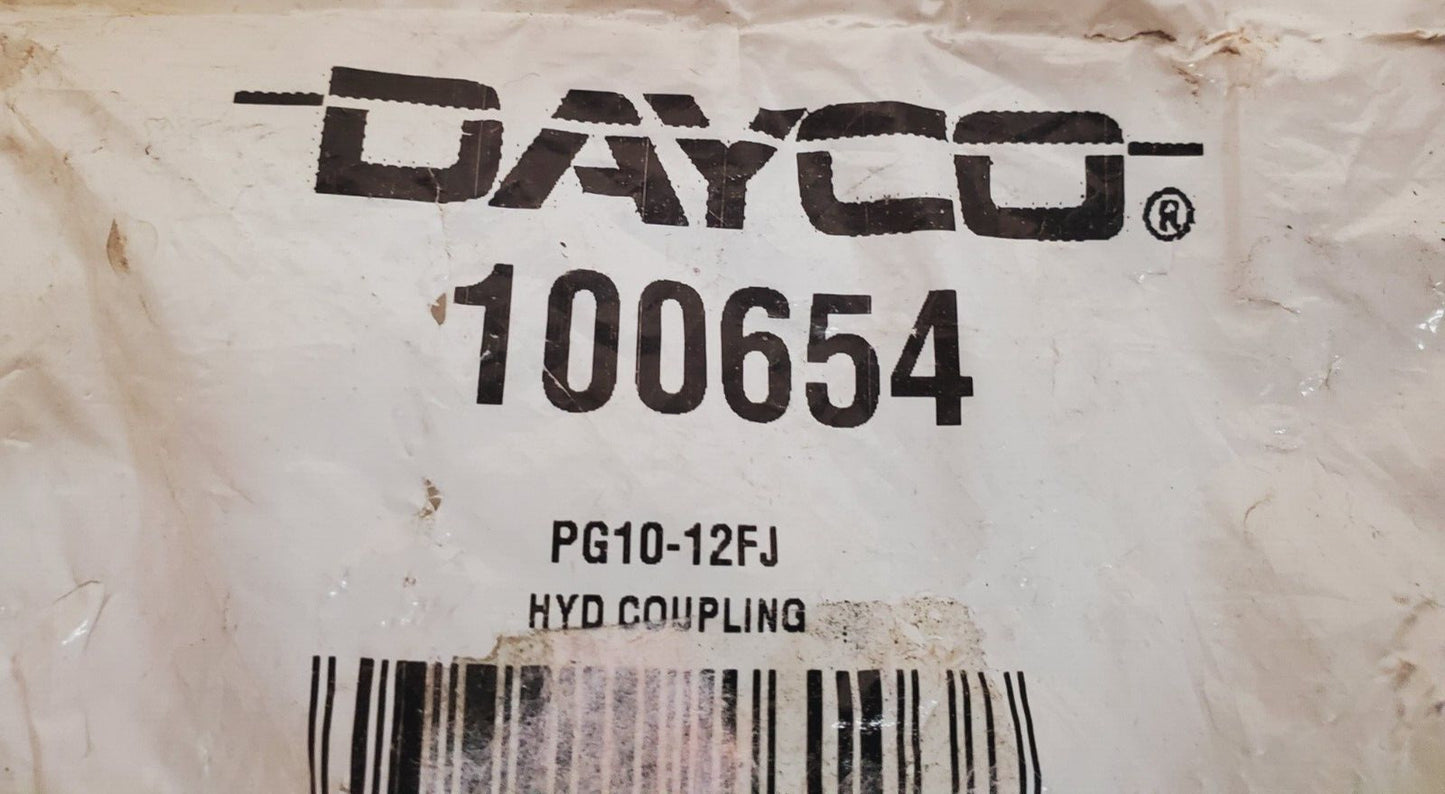 DAYCO®
100654
PG10-12FJ
HYD COUPLING